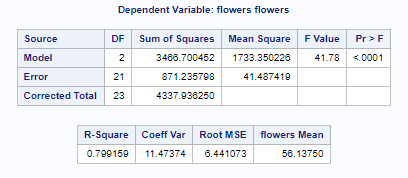 Dependent Variable: flowers flowers
Source DF Sum of Squares Mean Square F Value Pr > F
Model 2 3466.700452 1733.350226 41.78 <.0001
Error 21 871.235798 41.487419
Corrected Total 23 4337.936250
R-Square Coeff Var Root MSE flowers Mean
0.799159 11.47374 6.441073 56.13750